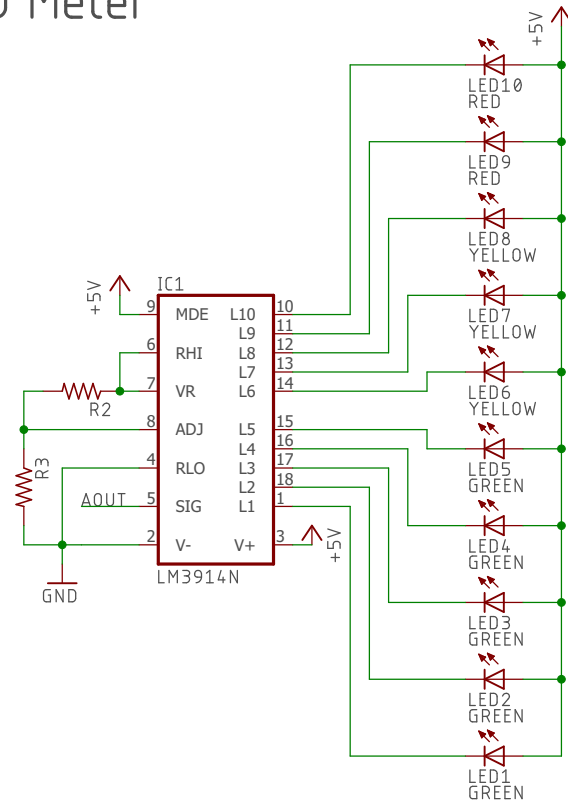 Meter
+5V
LED10
RED
LED9
RED
LED8
YELLOW
LED7
YELLOW
LED6
YELLOW
LED5
GREEN
LED4
GREEN
LED3
GREEN
LED2
GREEN
LED1
GREEN
+5V
IC1
9 MDE L10 10
L9 11
6 RHI L8 12
L7 13
7 VR L6 14
R2
8 ADJ L5 15
L4 16
R3
4 RLO L3 17
L2 18
AOUT 5 SIG L1 1
2 V- V+ 3
+5V
LM3914N
GND